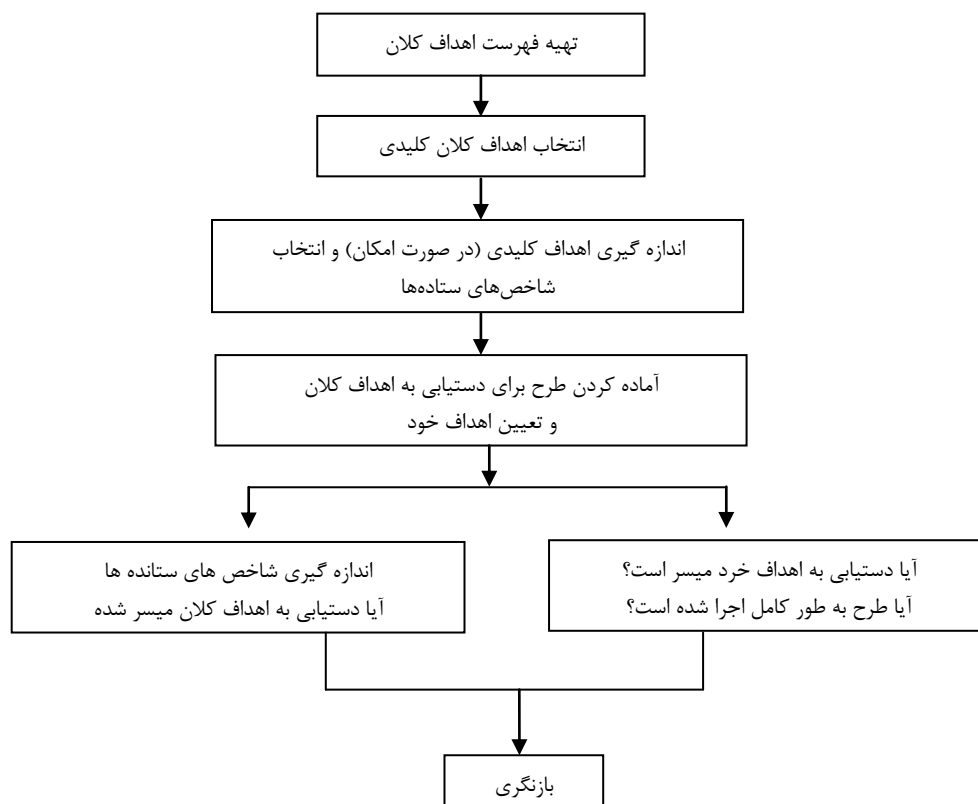 تهیه فهرست اهداف کلان
انتخاب اهداف کلان کلیدی
اندازه گیری اهداف کلیدی (در صورت امکان) و انتخاب
شاخص‌های ستاده‌ها
آماده کردن طرح برای دستیابی به اهداف کلان
و تعیین اهداف خود
آیا دستیابی به اهداف خرد میسر است؟
آیا طرح به طور کامل اجرا شده است؟
اندازه گیری شاخص های ستانده ها
آیا دستیابی به اهداف کلان میسر شده
بازنگری